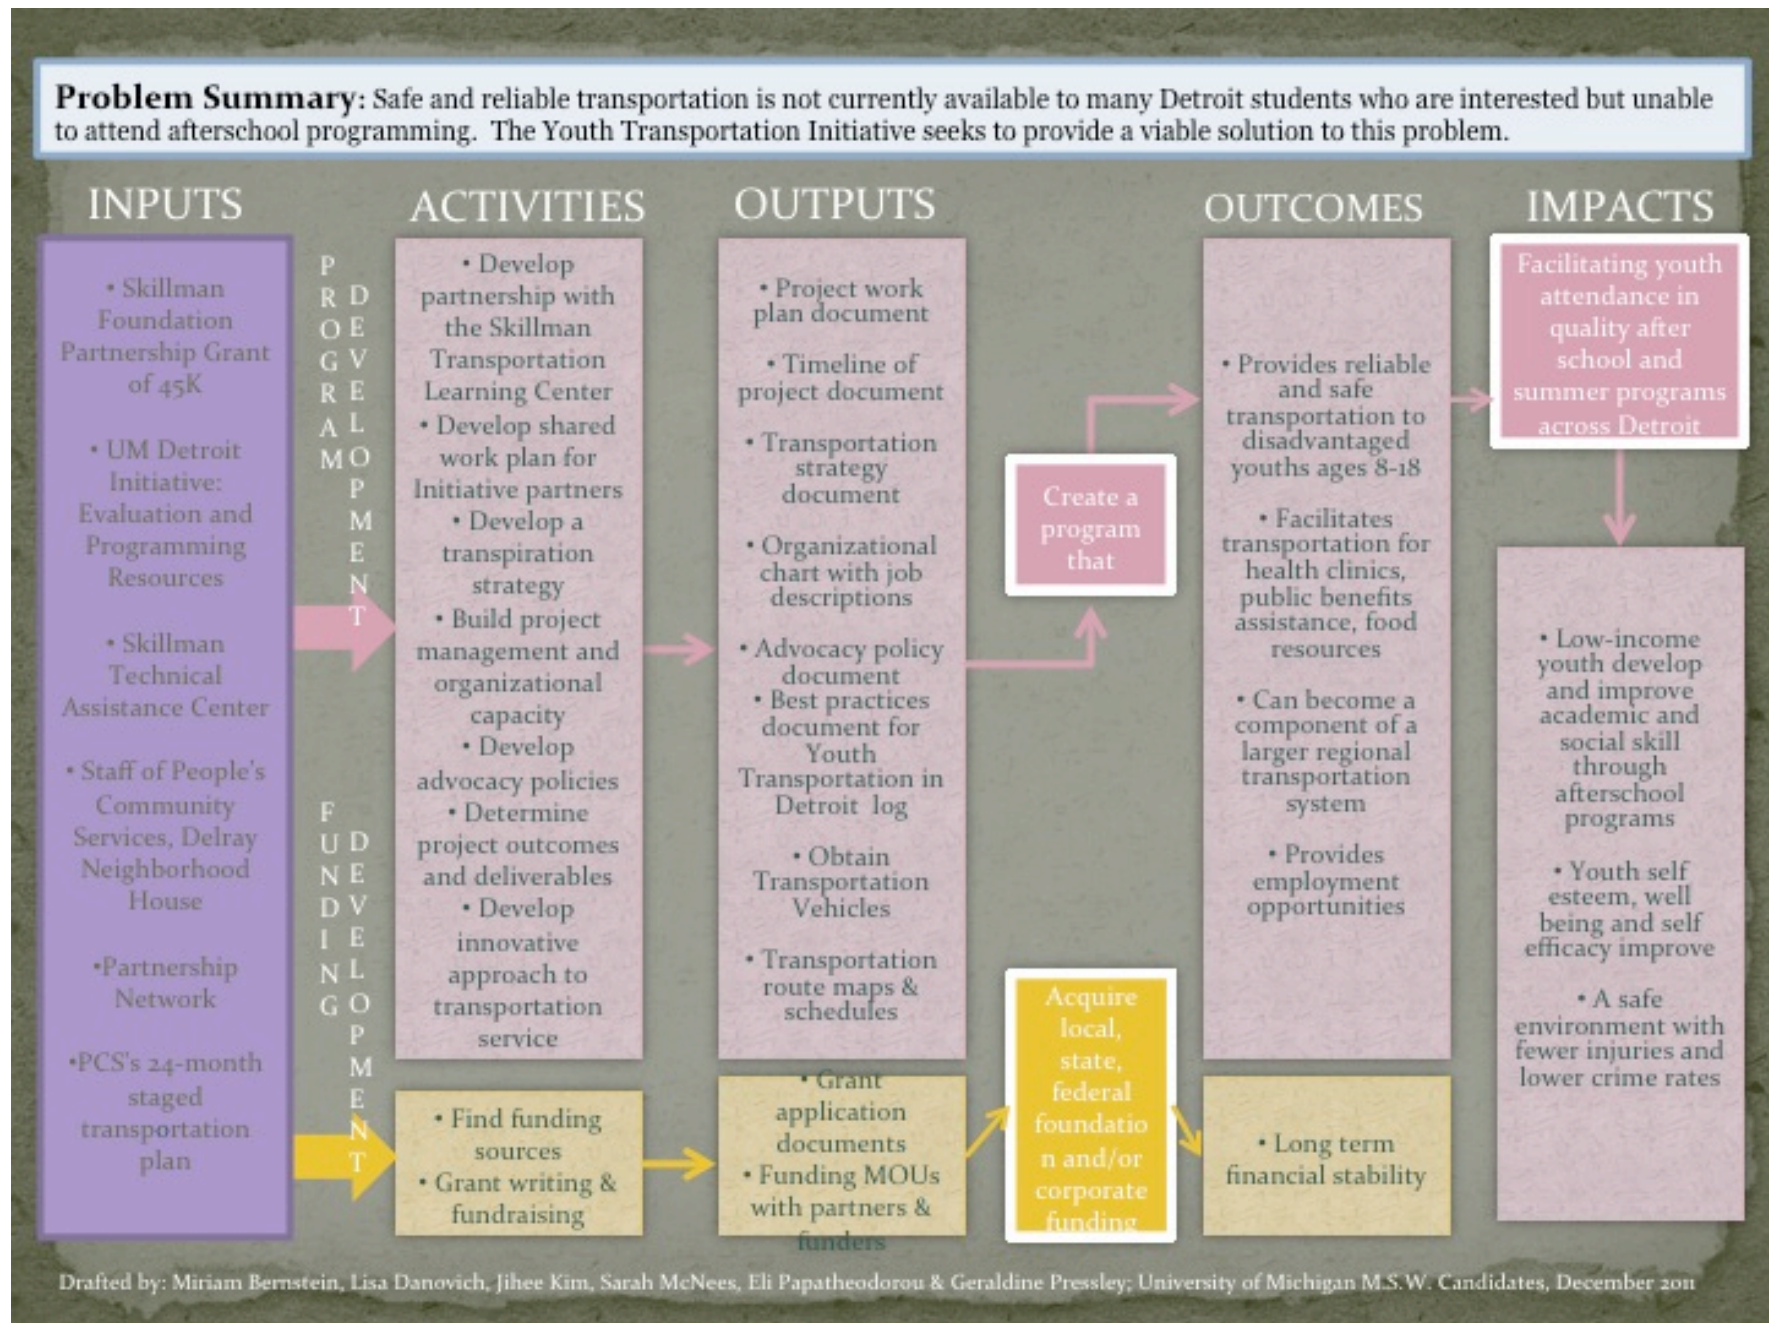 Problem Summary: Safe and reliable transportation is not currently available to many Detroit students who are interested but unable
to attend afterschool programming.  The Youth Transportation Initiative seeks to provide a viable solution to this problem.
INPUTS
• Skillman
Foundation
Partnership Grant
of 45K
• UM Detroit
Initiative:
Evaluation and
Programming
Resources
• Skillman
Technical
Assistance Center
• Staff of People's
Community
Services, Delray
Neighborhood
House
•Partnership
Network
•PCS's 24-month
staged
transportation
plan
PROGRAM
DEVELOPMENT
FUNDING
DEVELOPMENT
ACTIVITIES
• Develop
partnership with
the Skillman
Transportation
Learning Center
• Develop shared
work plan for
Initiative partners
• Develop a
transpiration
strategy
• Build project
management and
organizational
capacity
• Develop
advocacy policies
• Determine
project outcomes
and deliverables
• Develop
innovative
approach to
transportation
service
• Find funding
sources
• Grant writing &
fundraising
OUTPUTS
• Project work
plan document
• Timeline of
project document
• Transportation
strategy
document
• Organizational
chart with job
descriptions
• Advocacy policy
document
• Best practices
document for
Youth
Transportation in
Detroit  log
• Obtain
Transportation
Vehicles
• Transportation
route maps &
schedules
• Grant
application
documents
• Funding MOUs
with partners &
funders
Create a
program
that
Acquire
local,
state,
federal
foundatio
n and/or
corporate
funding
OUTCOMES
• Provides reliable
and safe
transportation to
disadvantaged
youths ages 8-18
• Facilitates
transportation for
health clinics,
public benefits
assistance, food
resources
• Can become a
component of a
larger regional
transportation
system
• Provides
employment
opportunities
• Long term
financial stability
IMPACTS
Facilitating youth
attendance in
quality after
school and
summer programs
across Detroit
• Low-income
youth develop
and improve
academic and
social skill
through
afterschool
programs
• Youth self
esteem, well
being and self
efficacy improve
• A safe
environment with
fewer injuries and
lower crime rates
Drafted by: Miriam Bernstein, Lisa Danovich, Jihee Kim, Sarah McNees, Eli Papatheodorou & Geraldine Pressley; University of Michigan M.S.W. Candidates, December 2011